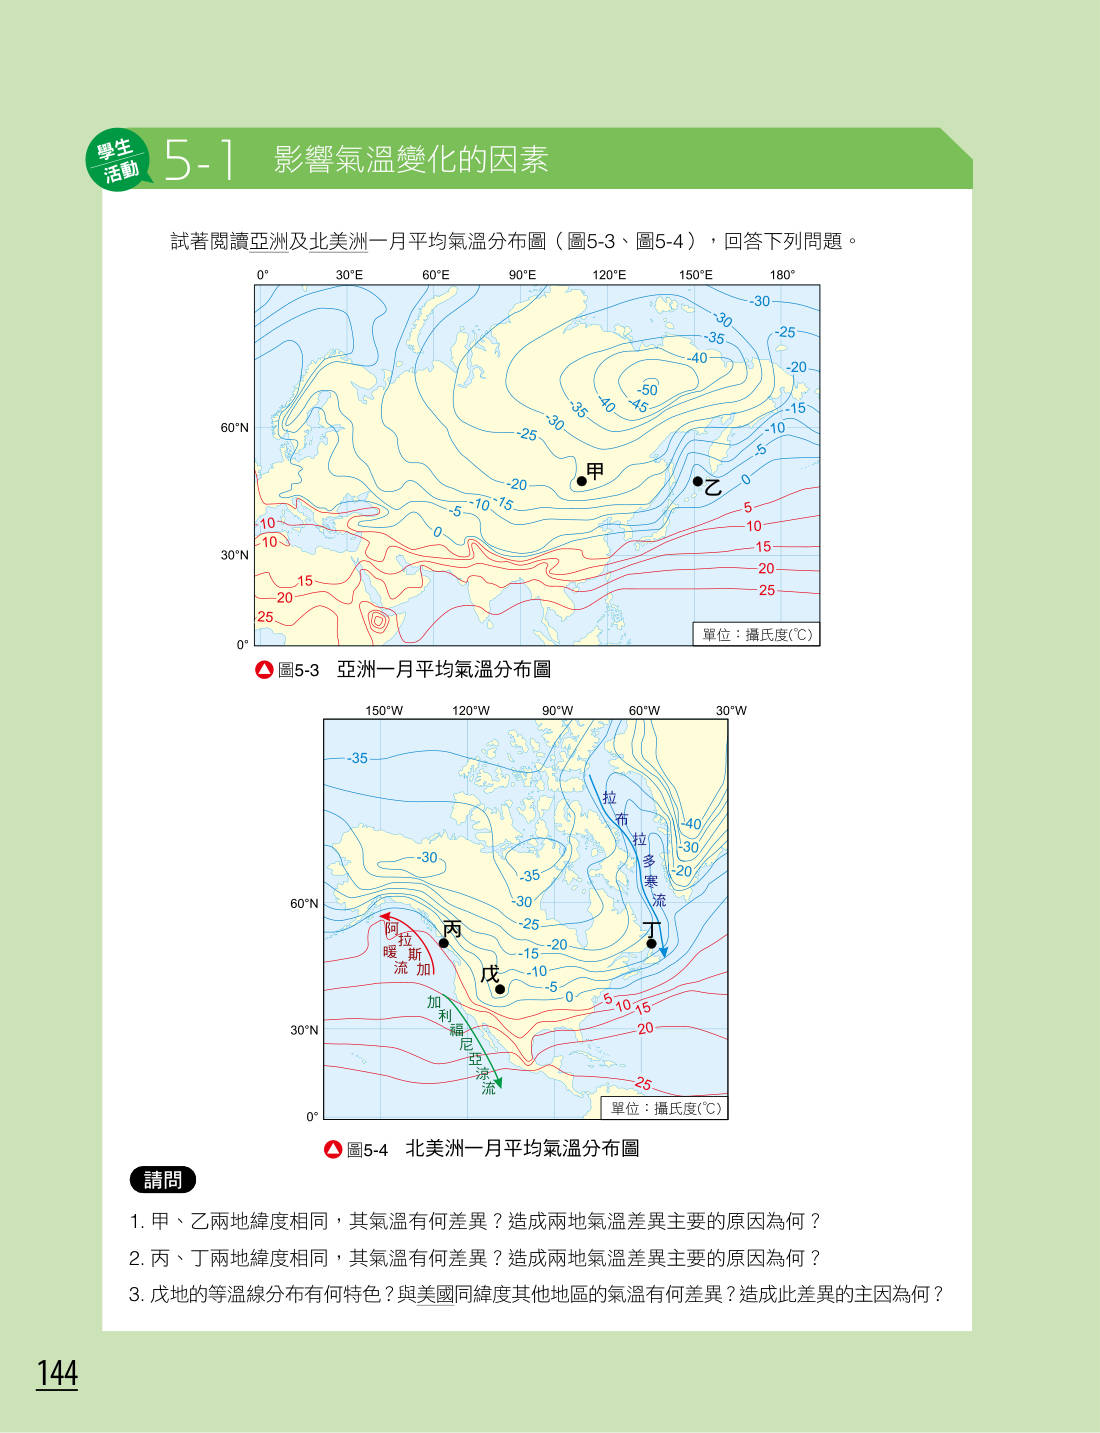 學生
活動
5-1 影響氣溫變化的因素
試著閱讀亞洲及北美洲一月平均氣溫分布圖（圖5-3、圖5-4），回答下列問題。
0° 30°E 60°E 90°E 120°E 150°E 180°
-30
-30
-25
-35
-40
-20
-50
-45
-40
-35
-30
-15
60°N
-25
-10
-5
甲
-20
乙
0
-15
-10
-5
5
10
0
10
10
30°N
15
15
20
20
25
25
0°
單位：攝氏度(℃)
圖5-3 亞洲一月平均氣溫分布圖
150°W 120°W 90°W 60°W 30°W
-35
拉布拉多寒流
-40
-30
-20
-30
-35
60°N
-30
-25
丙
丁
阿拉斯加暖流
-20
-15
-10
戊
-5
0
5
10
15
20
加利福尼亞涼流
30°N
25
0°
單位：攝氏度(℃)
圖5-4 北美洲一月平均氣溫分布圖
請問
1. 甲、乙兩地緯度相同，其氣溫有何差異？造成兩地氣溫差異主要的原因為何？
2. 丙、丁兩地緯度相同，其氣溫有何差異？造成兩地氣溫差異主要的原因為何？
3. 戊地的等溫線分布有何特色？與美國同緯度其他地區的氣溫有何差異？造成此差異的主因為何？
144